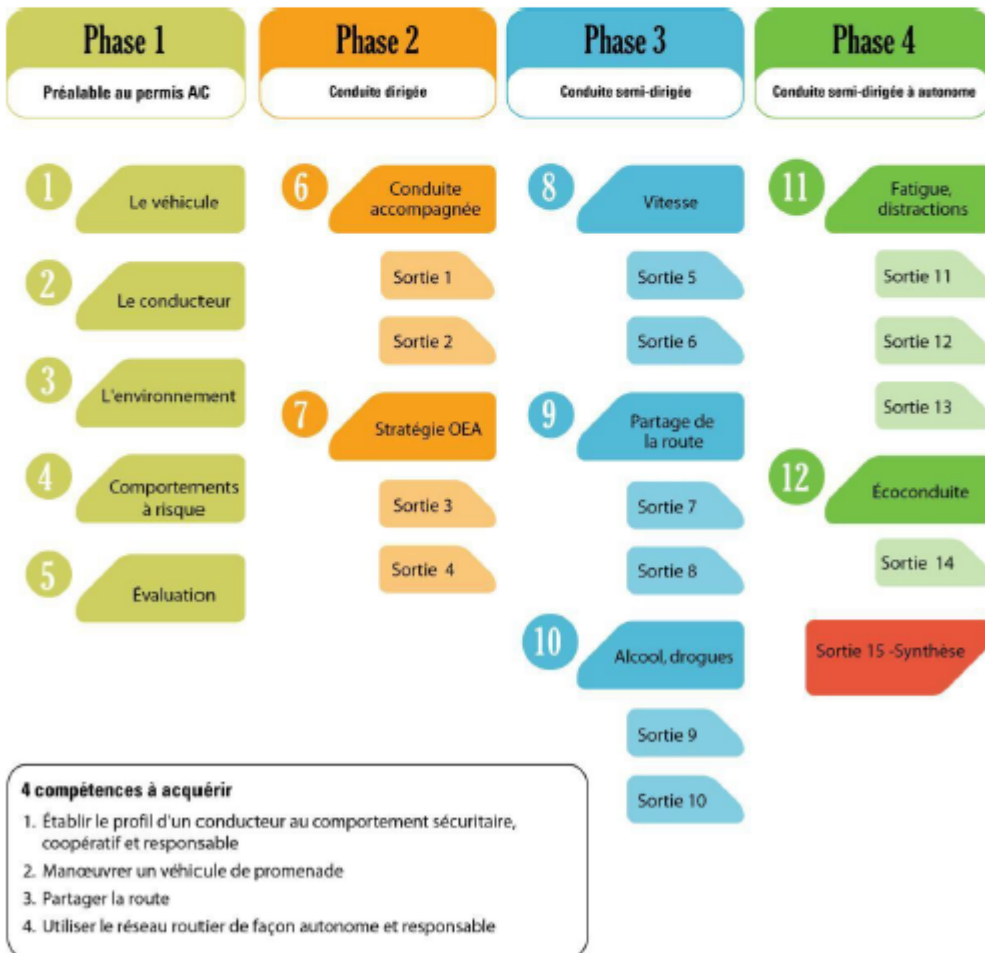 Phase 1
Préalable au permis A/C
1
Le véhicule
2
Le conducteur
3
L'environnement
4
Comportements
à risque
5
Évaluation
Phase 2
Conduite dirigée
6
Conduite
accompagnée
Sortie 1
Sortie 2
7
Stratégie OEA
Sortie 3
Sortie 4
Phase 3
Conduite semi-dirigée
8
Vitesse
Sortie 5
Sortie 6
9
Partage de
la route
Sortie 7
Sortie 8
10
Alcool, drogues
Sortie 9
Sortie 10
Phase 4
Conduite semi-dirigée à autonome
11
Fatigue,
distractions
Sortie 11
Sortie 12
Sortie 13
12
Écoconduite
Sortie 14
Sortie 15 -Synthèse
4 compétences à acquérir
1. Établir le profil d'un conducteur au comportement sécuritaire,
coopératif et responsable
2. Manœuvrer un véhicule de promenade
3. Partager la route
4. Utiliser le réseau routier de façon autonome et responsable